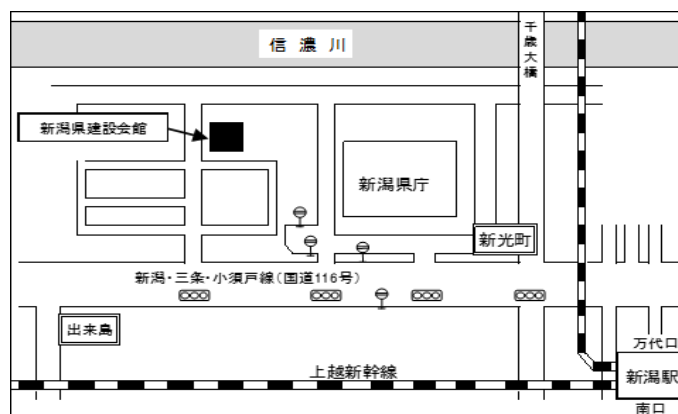 信濃川
千歳大橋
新潟県建設会館
新潟県庁
新光町
新潟・三条・小須戸線(国道116号)
出来島
万代口
上越新幹線
新潟駅
南口